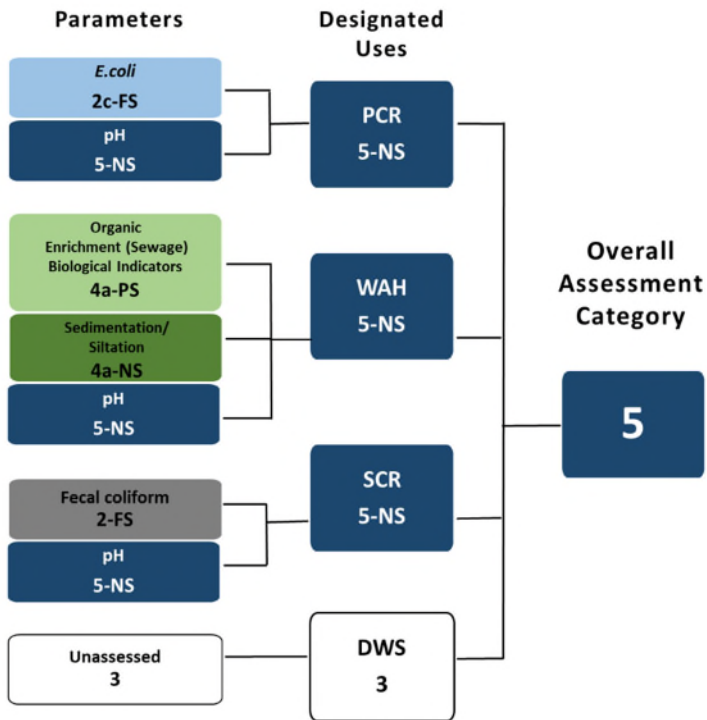 Parameters
Designated
Uses
E.coli
2c-FS
pH
5-NS
PCR
5-NS
Organic
Enrichment (Sewage)
Biological Indicators
4a-PS
Sedimentation/
Siltation
4a-NS
pH
5-NS
WAH
5-NS
Fecal coliform
2-FS
pH
5-NS
SCR
5-NS
Unassessed
3
DWS
3
Overall
Assessment
Category
5